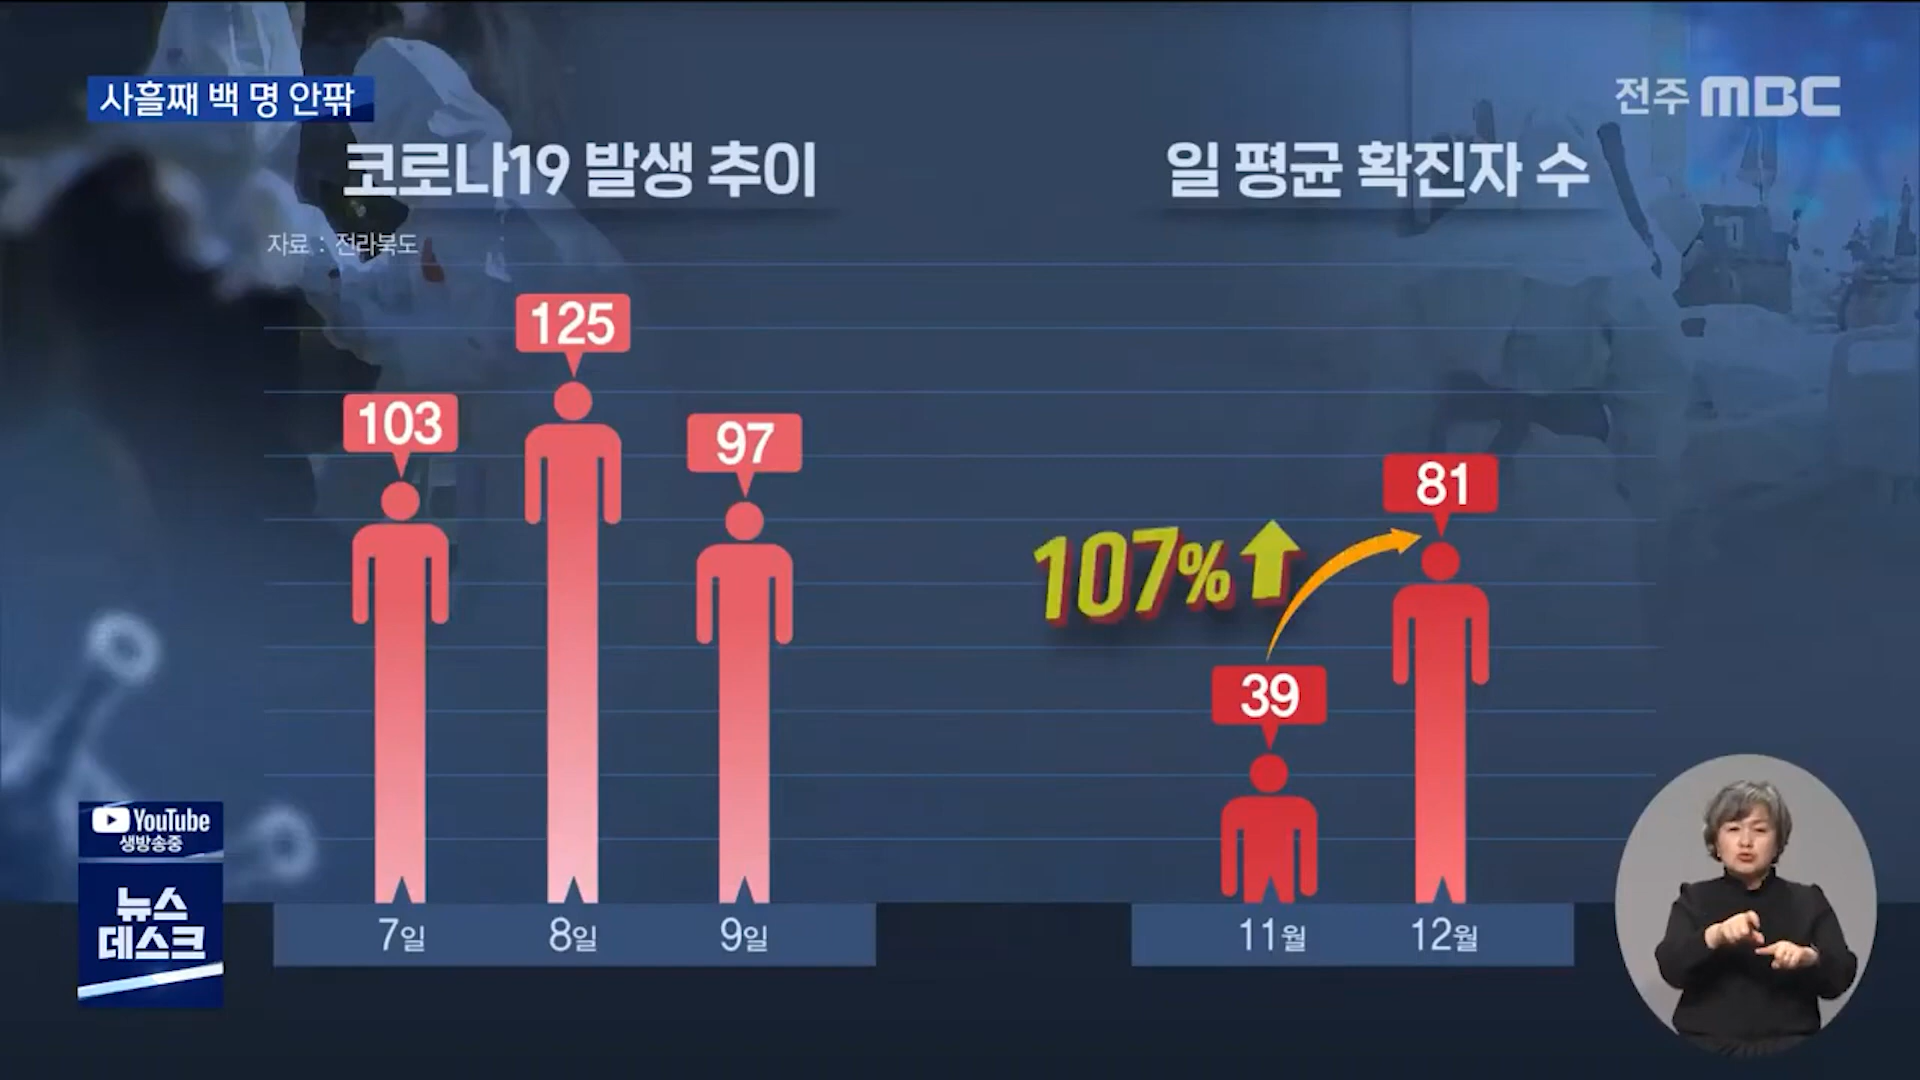 사흘째 백 명 안팎
전주 MBC
코로나19 발생 추이
자료 : 전라북도
125
103
97
7일
8일
9일
일 평균 확진자 수
107%
81
39
11월
12월
YouTube
생방송중
뉴스
데스크